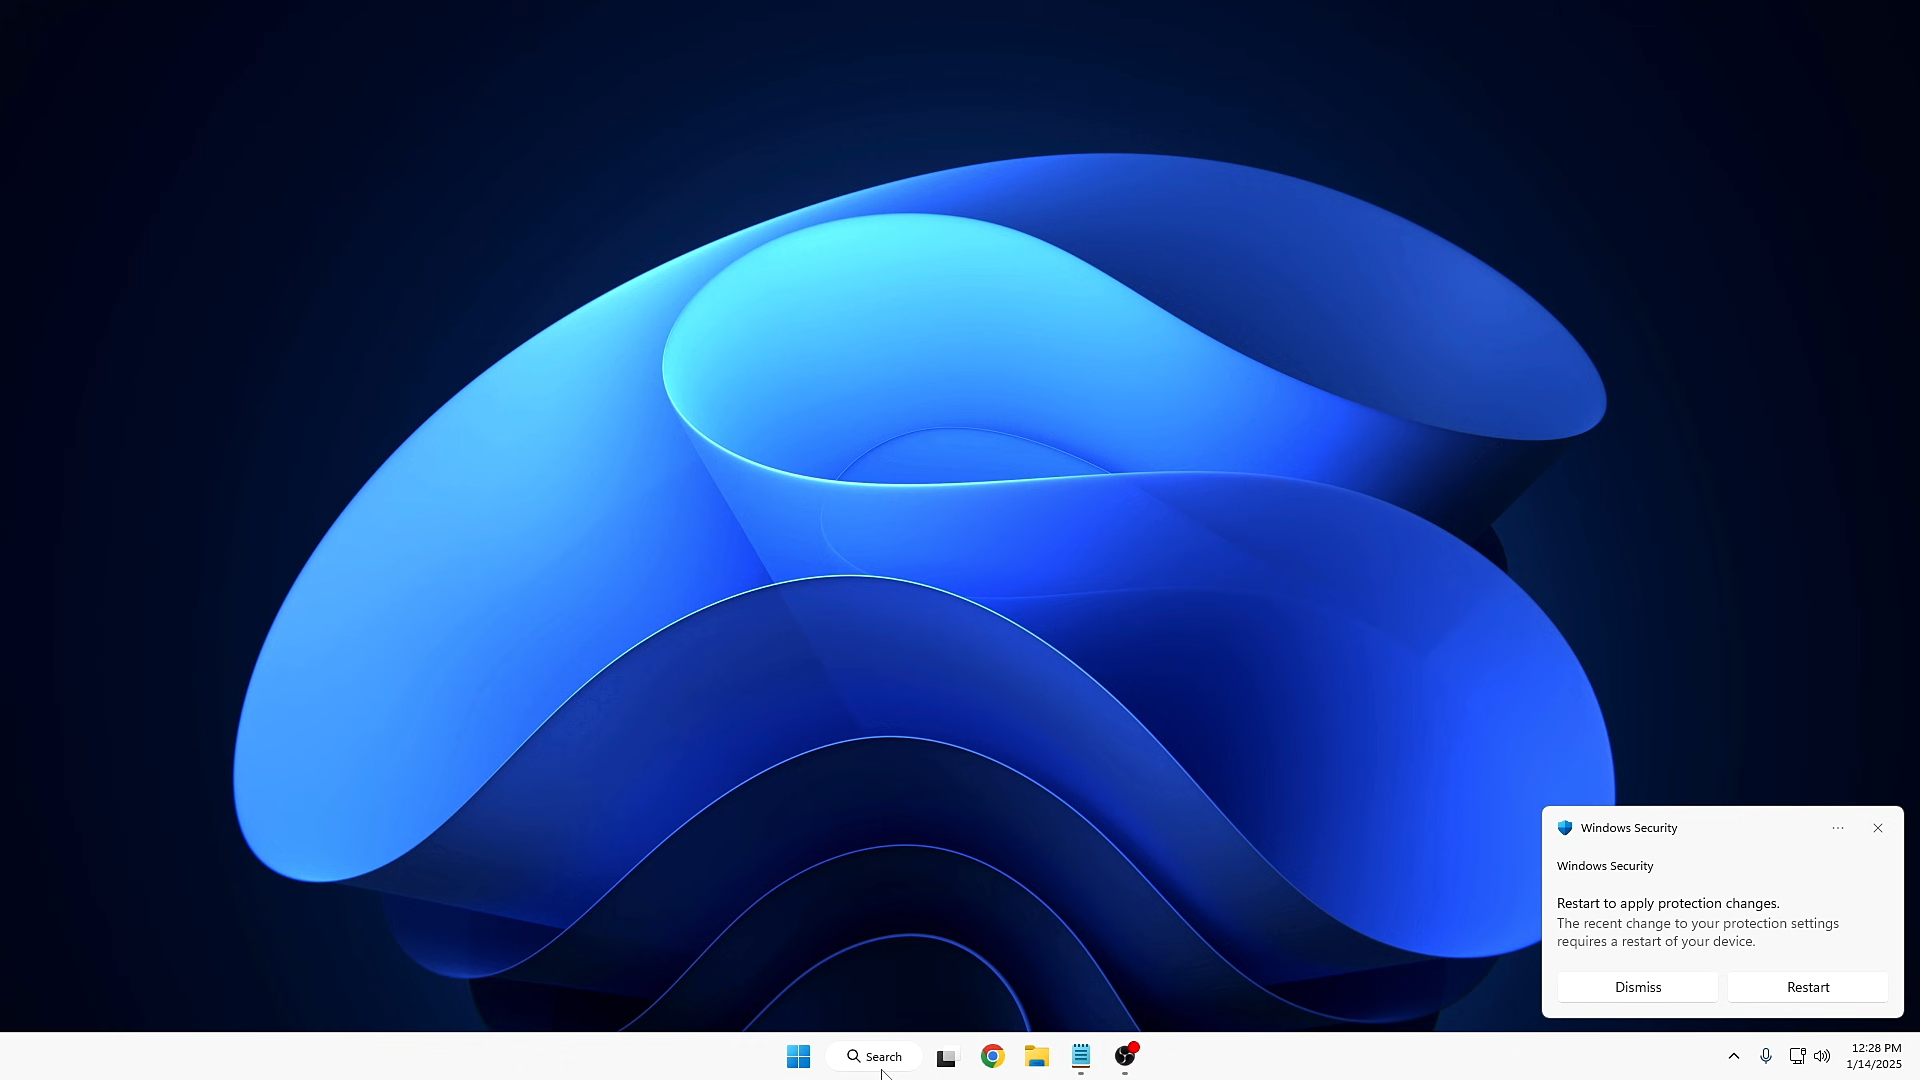 Windows Security
Windows Security
Restart to apply protection changes.
The recent change to your protection settings
requires a restart of your device.
Dismiss
Restart
Search
12:28 PM
1/14/2025